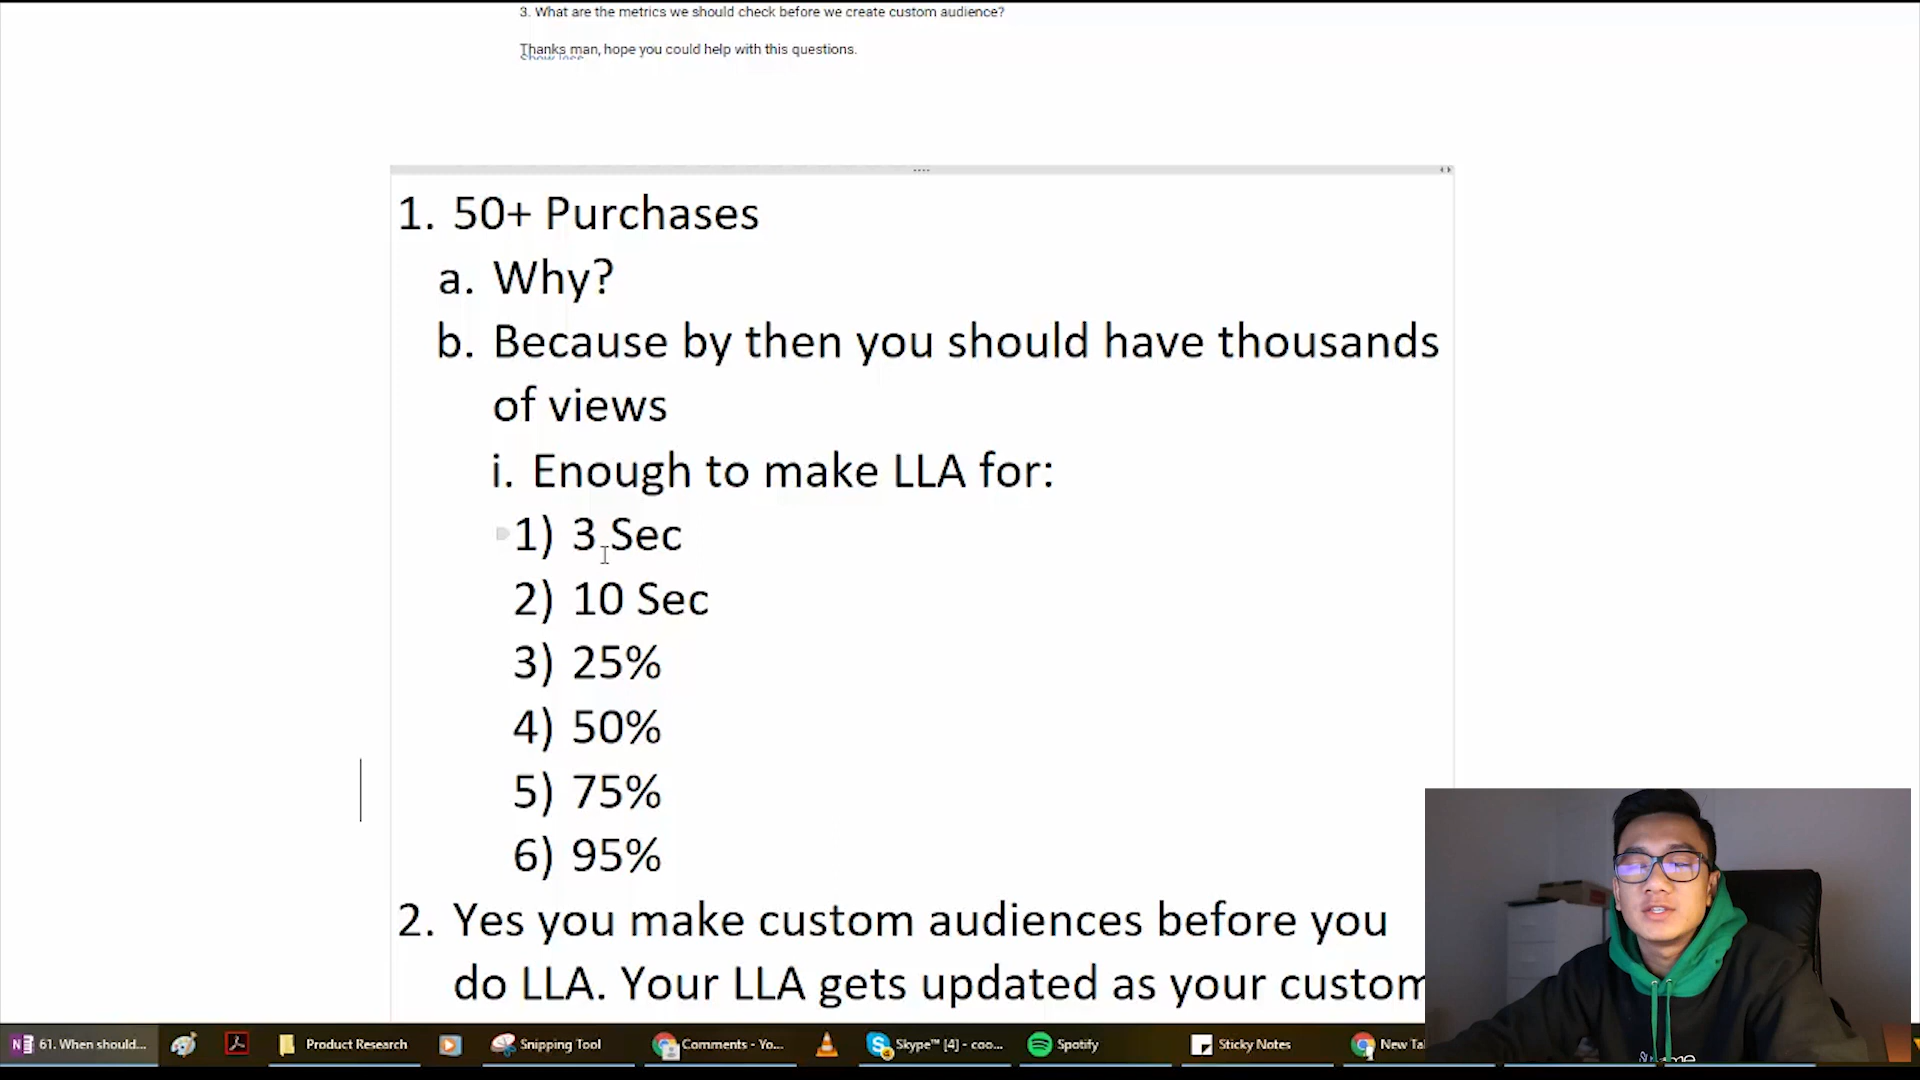 3. What are the metrics we should check before we create custom audience?
Thanks man, hope you could help with this questions.
Show less
1. 50+ Purchases
a. Why?
b. Because by then you should have thousands
of views
i. Enough to make LLA for:
1) 3 Sec
2) 10 Sec
3) 25%
4) 50%
5) 75%
6) 95%
2. Yes you make custom audiences before you
do LLA. Your LLA gets updated as your custom
61. When should... Product Research Snipping Tool Comments - Yo... Skype™ [4] - coo... Spotify Sticky Notes New Ta